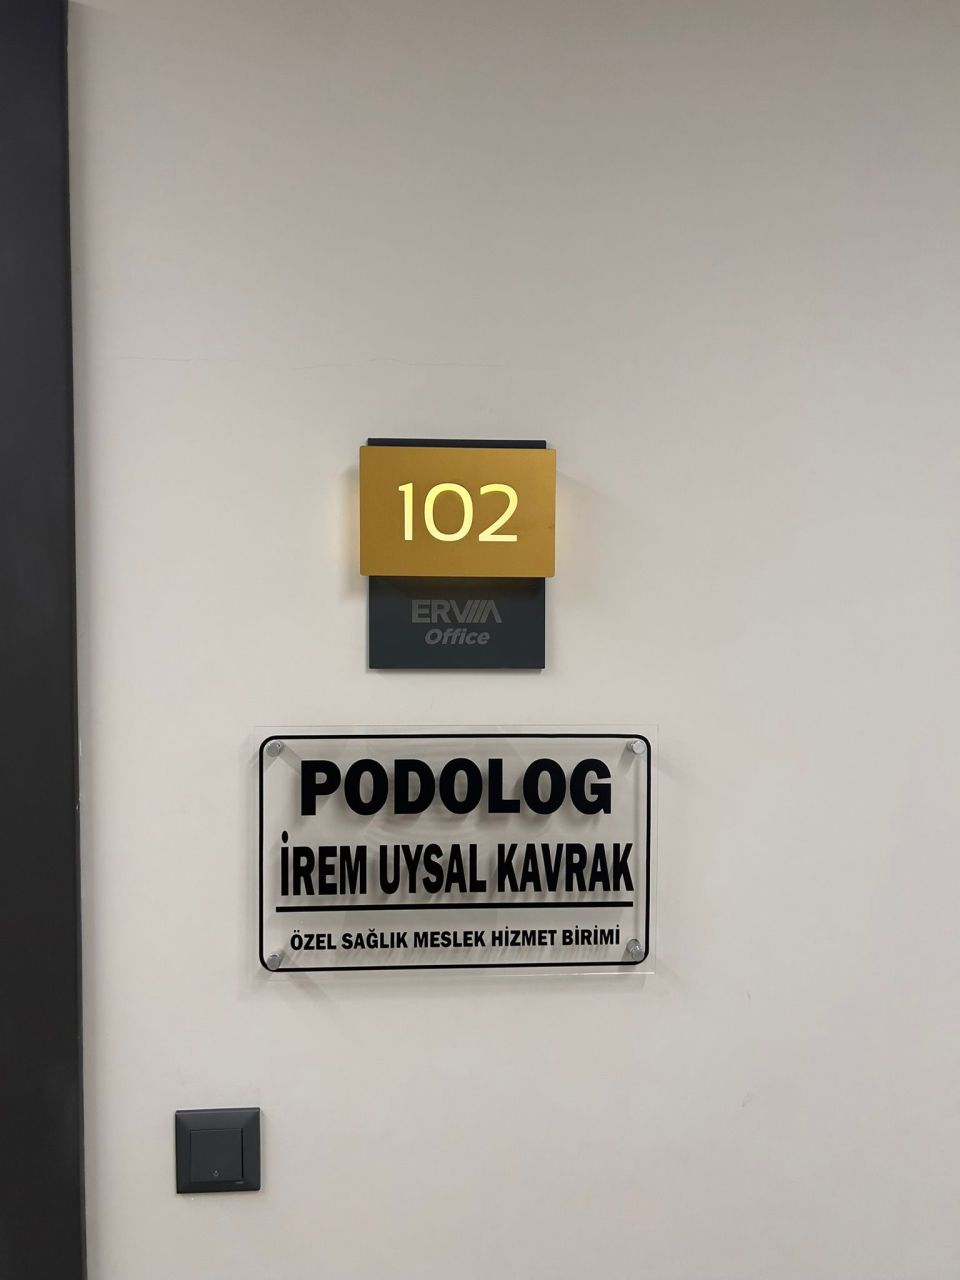 102
ERVA
Office
PODOLOG
İREM UYSAL KAVRAK
ÖZEL SAĞLIK MESLEK HİZMET BİRİMİ